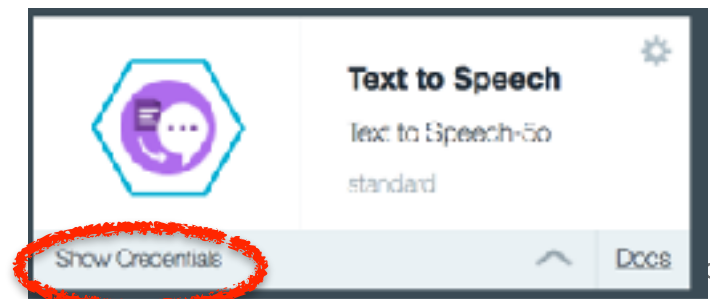 Text to Speech
Text to Speech-5o
standard
Show Credentials
Docs